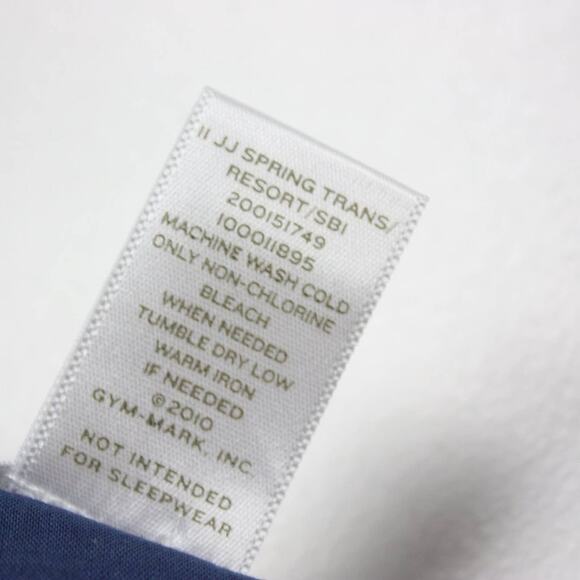 11 JJ SPRING TRANS/
RESORT/SB1
200151749
100011895
MACHINE WASH COLD
ONLY NON-CHLORINE
BLEACH
WHEN NEEDED
TUMBLE DRY LOW
WARM IRON
IF NEEDED
©2010
GYM-MARK, INC.
NOT INTENDED
FOR SLEEPWEAR